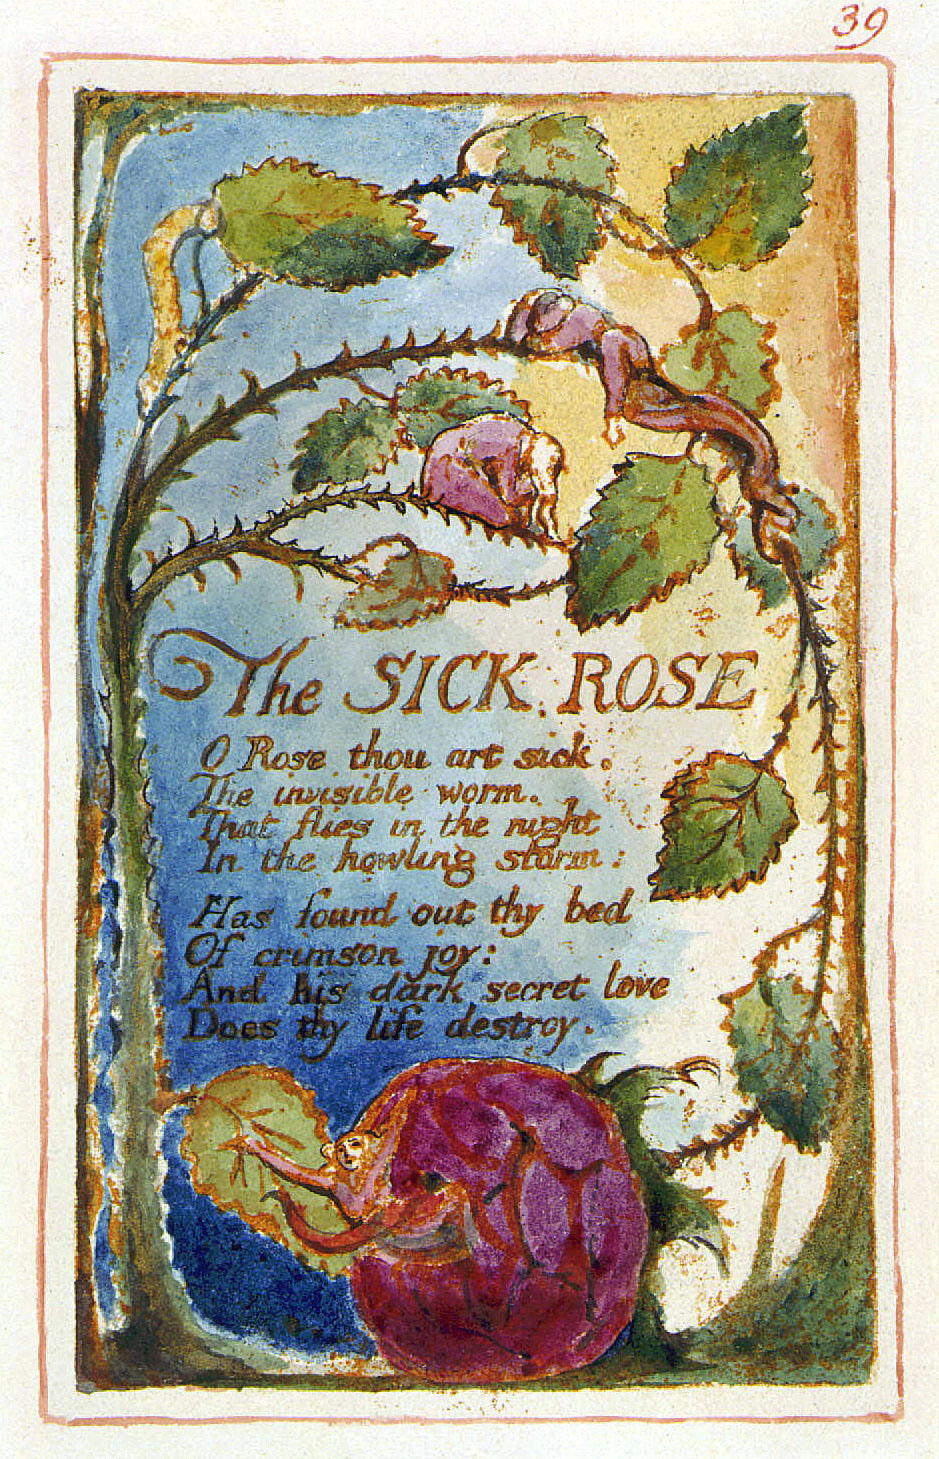 39
The SICK ROSE
O Rose thou art sick.
The invisible worm.
That flies in the night
In the howling storm:
Has found out thy bed
Of crimson joy:
And his dark secret love
Does thy life destroy.